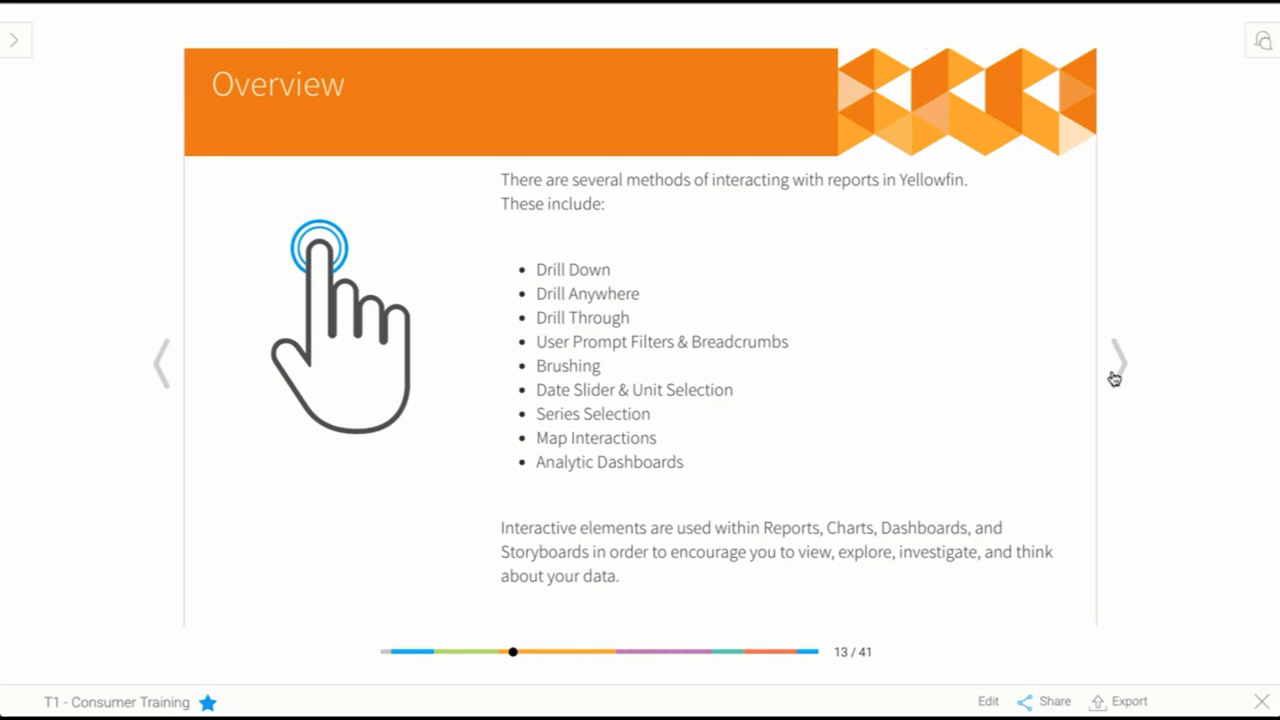 Overview
There are several methods of interacting with reports in Yellowfin.
These include:
• Drill Down
• Drill Anywhere
• Drill Through
• User Prompt Filters & Breadcrumbs
• Brushing
• Date Slider & Unit Selection
• Series Selection
• Map Interactions
• Analytic Dashboards
Interactive elements are used within Reports, Charts, Dashboards, and
Storyboards in order to encourage you to view, explore, investigate, and think
about your data.
13 / 41
T1 - Consumer Training
Edit
Share
Export